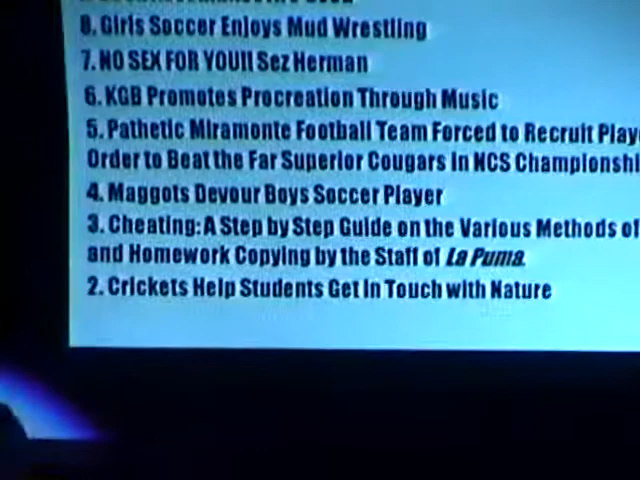 8. Girls Soccer Enjoys Mud Wrestling
7. NO SEX FOR YOU!! Sez Herman
6. KGB Promotes Procreation Through Music
5. Pathetic Miramonte Football Team Forced to Recruit
Order to Beat the Far Superior Cougars in NCS
4. Maggots Devour Boys Soccer Player
3. Cheating: A Step by Step Guide on the Various Methods of
and Homework Copying by the Staff of La Puma.
2. Crickets Help Students Get in Touch with Nature